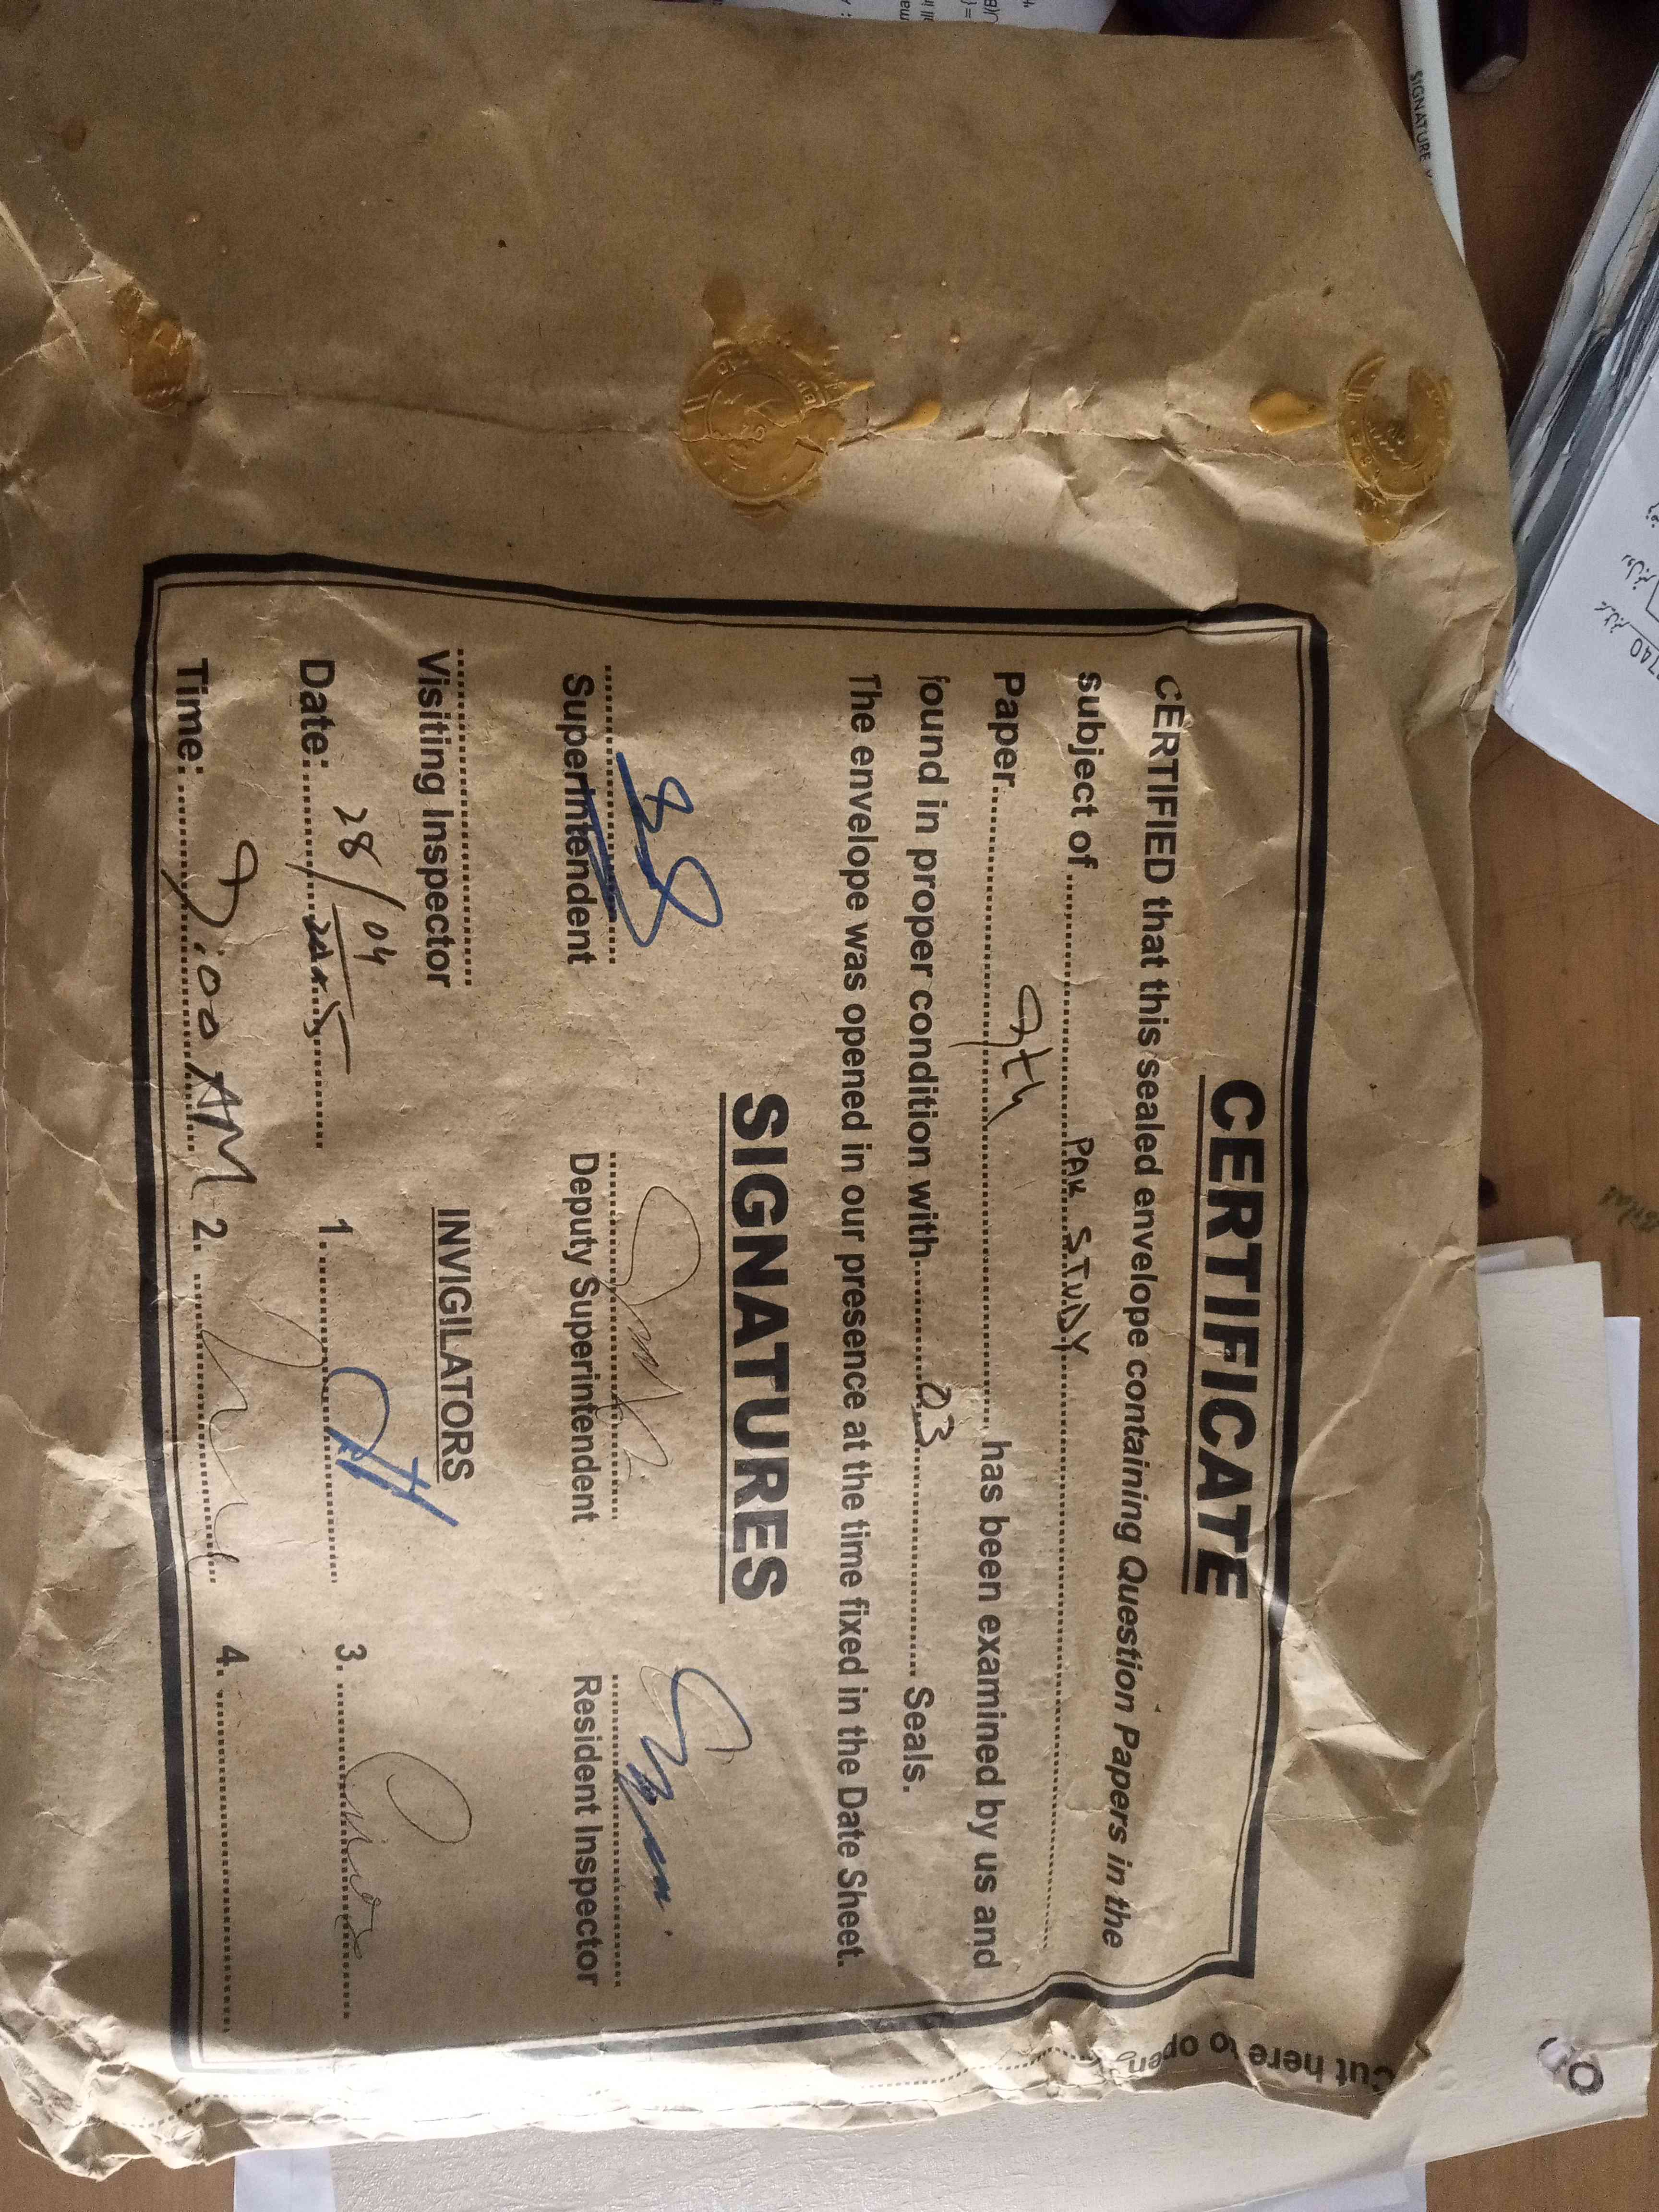 CERTIFICATE
CERTIFIED that this sealed envelope containing Question Papers in the
subject of PAK STUDY
Paper 9th has been examined by us and
found in proper condition with 03 Seals.
The envelope was opened in our presence at the time fixed in the Date Sheet.
SIGNATURES
Superintendent Deputy Superintendent Resident Inspector
Visiting Inspector
INVIGILATORS
Date: 28/04
1. 3.
Time: 9:00 AM 2. 4.
Cut here to open
SIGNATURE
رول نمبر